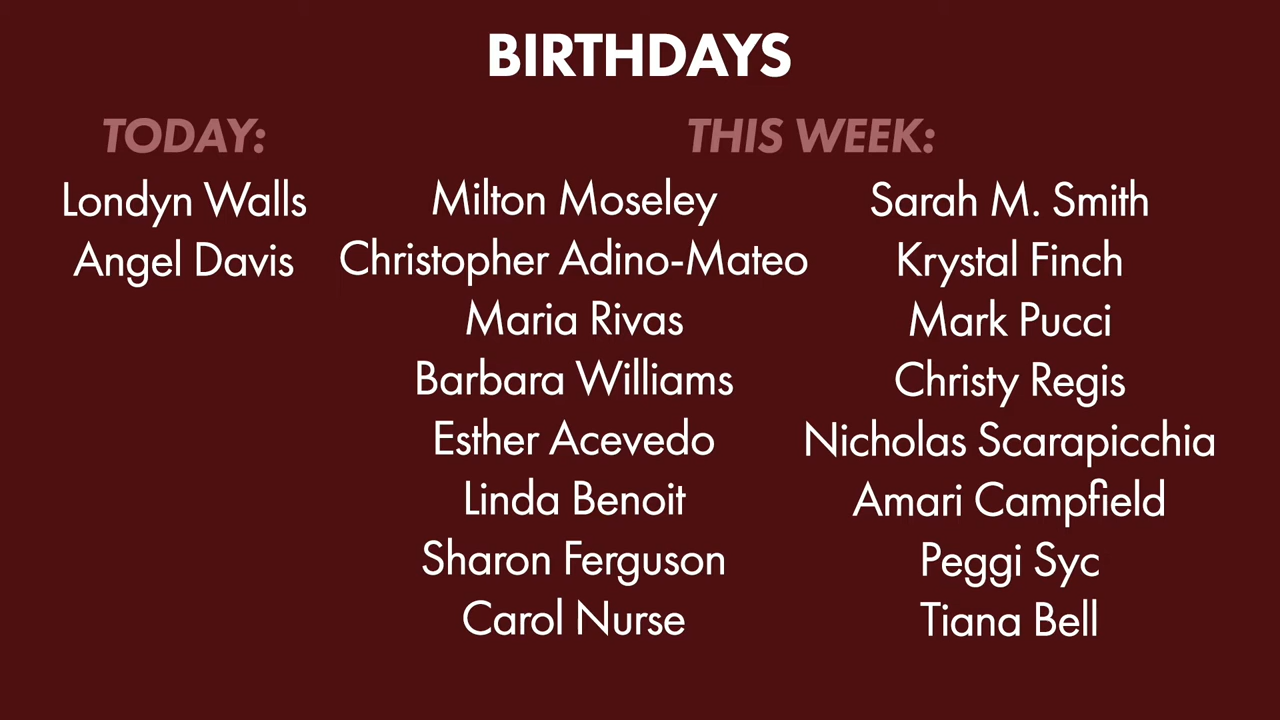 BIRTHDAYS
TODAY:
Londyn Walls
Angel Davis
THIS WEEK:
Milton Moseley
Christopher Adino-Mateo
Maria Rivas
Barbara Williams
Esther Acevedo
Linda Benoit
Sharon Ferguson
Carol Nurse
Sarah M. Smith
Krystal Finch
Mark Pucci
Christy Regis
Nicholas Scarapicchia
Amari Campfield
Peggi Syc
Tiana Bell